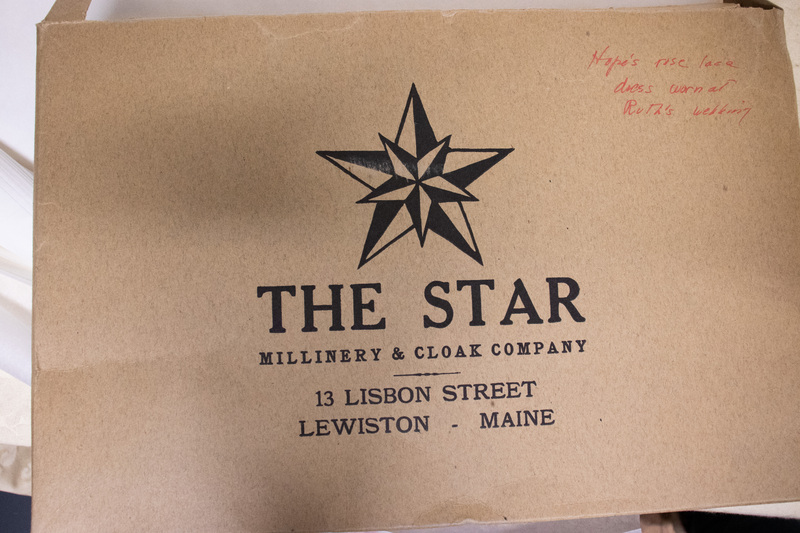 Hope's rose lace
dress worn at
Ruth's wedding
THE STAR
MILLINERY & CLOAK COMPANY
13 LISBON STREET
LEWISTON - MAINE